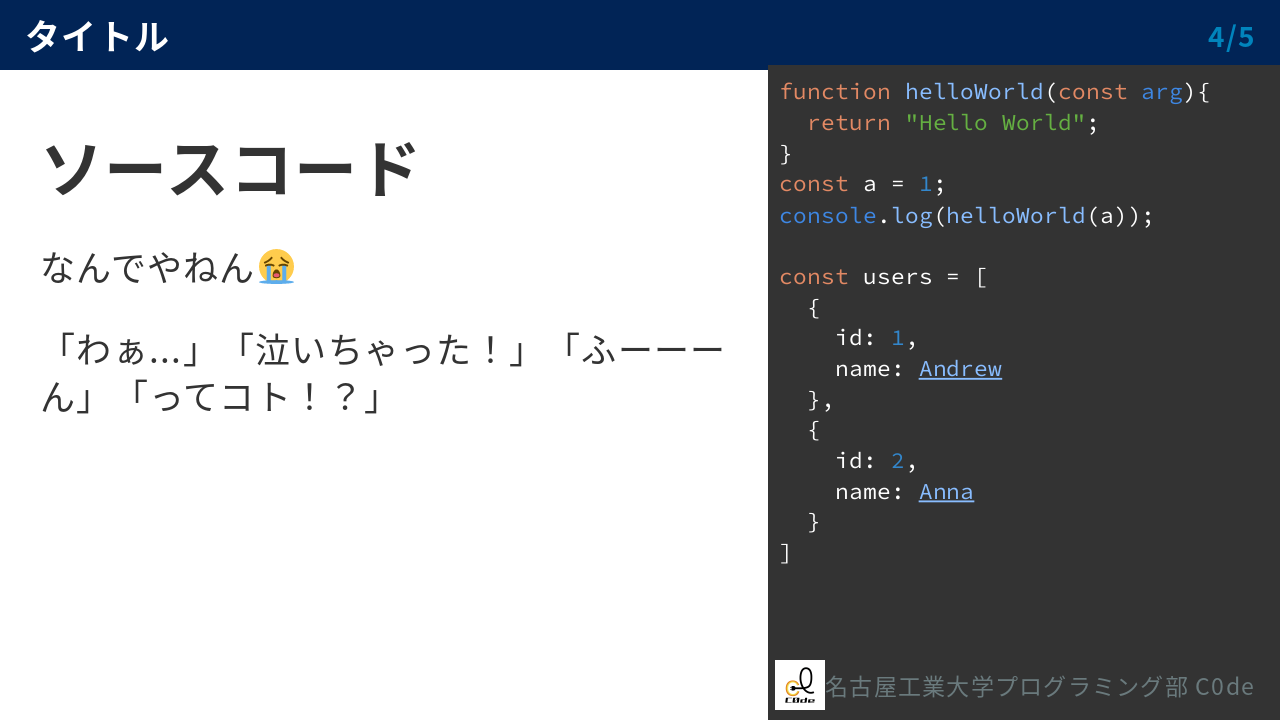 タイトル
4/5
ソースコード
なんでやねん😭
「わぁ...」「泣いちゃった！」「ふーーー
ん」「ってコト！？」
function helloWorld(const arg){
  return "Hello World";
}
const a = 1;
console.log(helloWorld(a));

const users = [
  {
    id: 1,
    name: Andrew
  },
  {
    id: 2,
    name: Anna
  }
]
C0de
名古屋工業大学プログラミング部 C0de